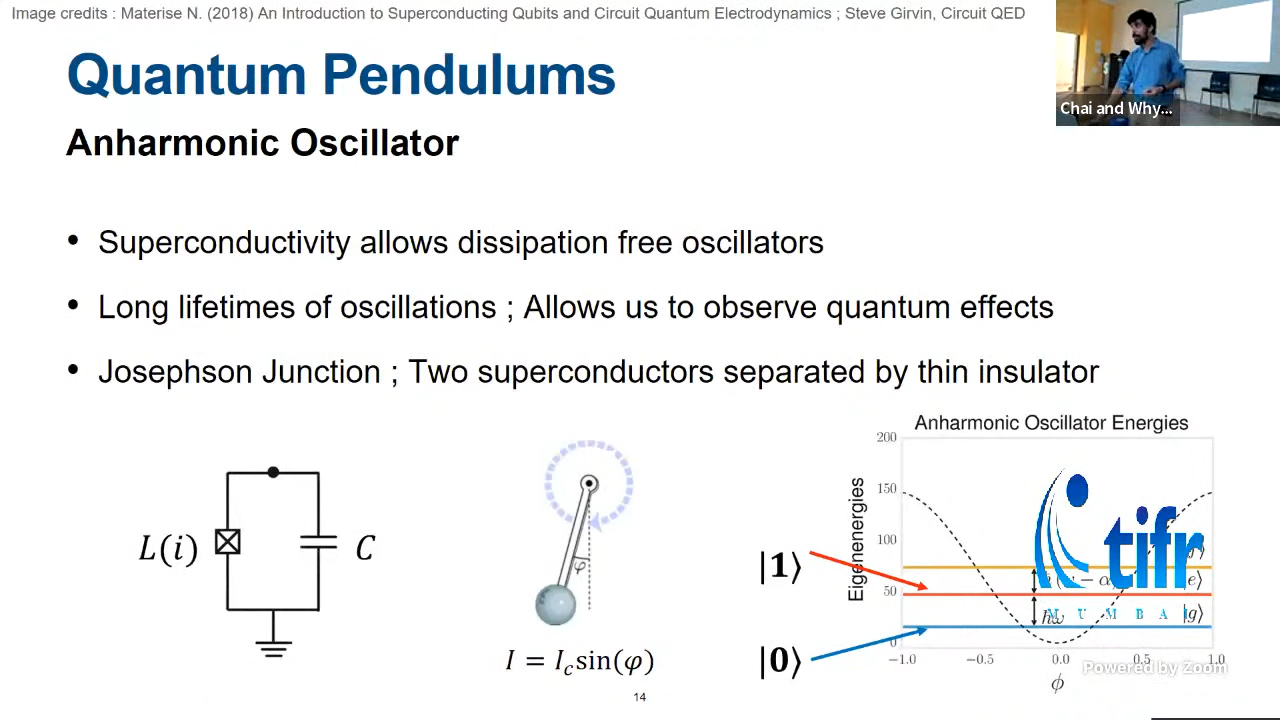 Image credits : Materise N. (2018) An Introduction to Superconducting Qubits and Circuit Quantum Electrodynamics ; Steve Girvin, Circuit QED
Chai and Why...
Quantum Pendulums
Anharmonic Oscillator
• Superconductivity allows dissipation free oscillators
• Long lifetimes of oscillations ; Allows us to observe quantum effects
• Josephson Junction ; Two superconductors separated by thin insulator
L(i)
C
φ
I = I_c sin(φ)
|1⟩
|0⟩
Anharmonic Oscillator Energies
Eigenenergies
200
150
100
50
0
−1.0 −0.5 0.0 0.5 1.0
ϕ
|e⟩
ℏω
|g⟩
tifr
MUMBAI
Powered by Zoom
14